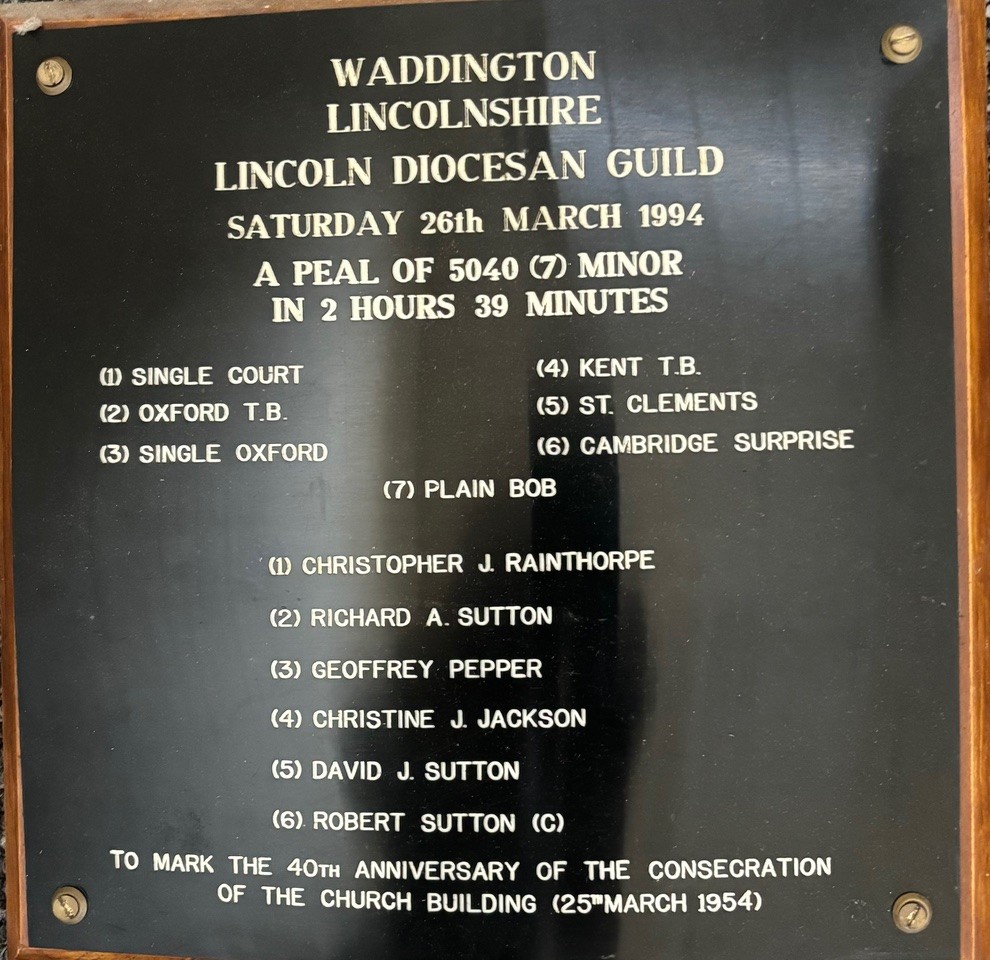 WADDINGTON
LINCOLNSHIRE
LINCOLN DIOCESAN GUILD
SATURDAY 26th MARCH 1994
A PEAL OF 5040 (7) MINOR
IN 2 HOURS 39 MINUTES
(1) SINGLE COURT
(2) OXFORD T.B.
(3) SINGLE OXFORD
(4) KENT T.B.
(5) ST. CLEMENTS
(6) CAMBRIDGE SURPRISE
(7) PLAIN BOB
(1) CHRISTOPHER J. RAINTHORPE
(2) RICHARD A. SUTTON
(3) GEOFFREY PEPPER
(4) CHRISTINE J. JACKSON
(5) DAVID J. SUTTON
(6) ROBERT SUTTON (C)
TO MARK THE 40TH ANNIVERSARY OF THE CONSECRATION
OF THE CHURCH BUILDING (25TH MARCH 1954)